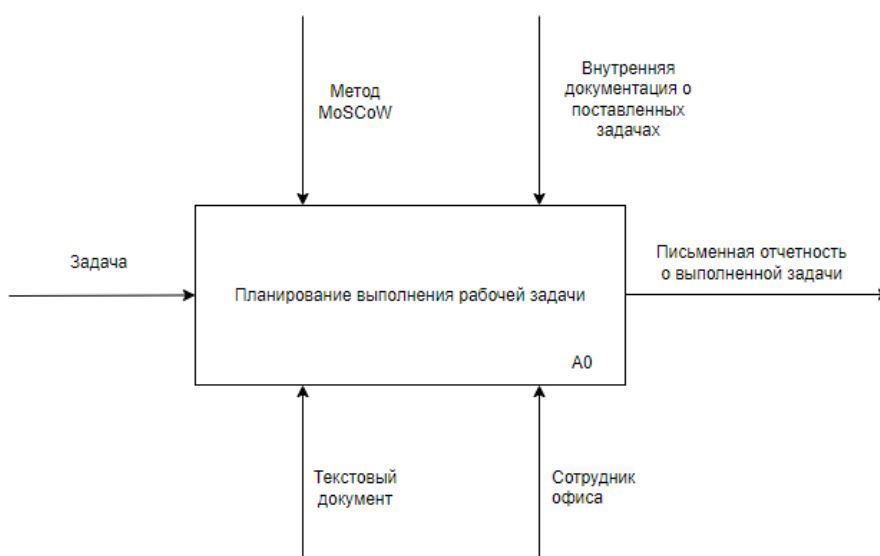 Метод
MoSCoW
Внутренняя
документация о
поставленных
задачах
Задача
Планирование выполнения рабочей задачи
A0
Письменная отчетность
о выполненной задачи
Текстовый
документ
Сотрудник
офиса